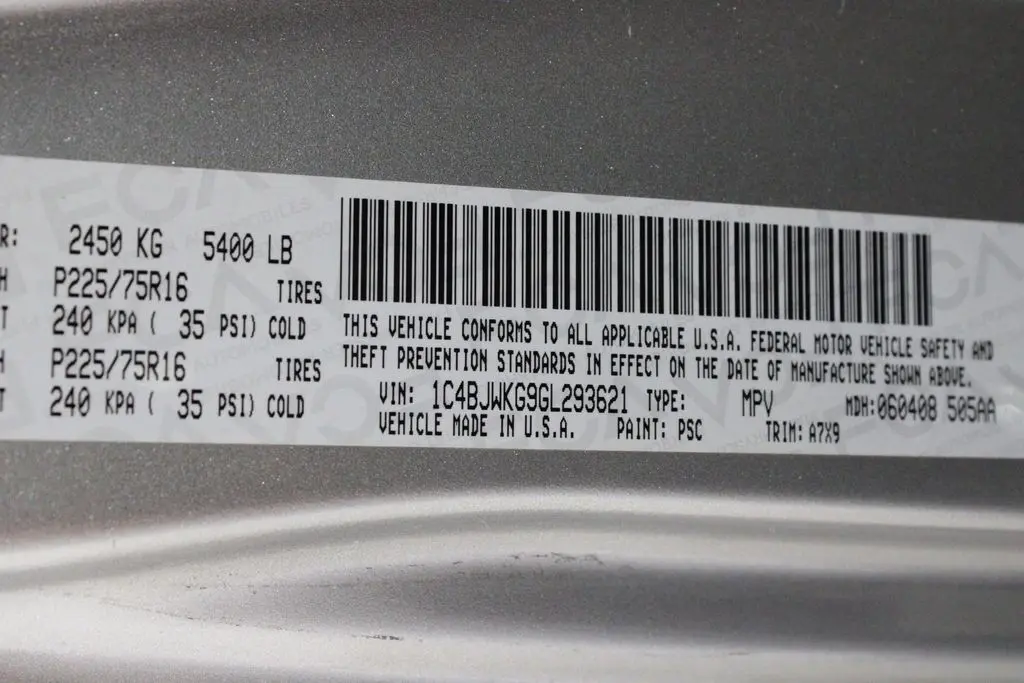 R: 2450 KG 5400 LB
H P225/75R16 TIRES
T 240 KPA ( 35 PSI) COLD
H P225/75R16 TIRES
T 240 KPA ( 35 PSI) COLD
THIS VEHICLE CONFORMS TO ALL APPLICABLE U.S.A. FEDERAL MOTOR VEHICLE SAFETY AND
THEFT PREVENTION STANDARDS IN EFFECT ON THE DATE OF MANUFACTURE SHOWN ABOVE.
VIN: 1C4BJWKG9GL293621 TYPE: MPV MDH:060408 505AA
VEHICLE MADE IN U.S.A. PAINT: PSC TRIM: A7X9